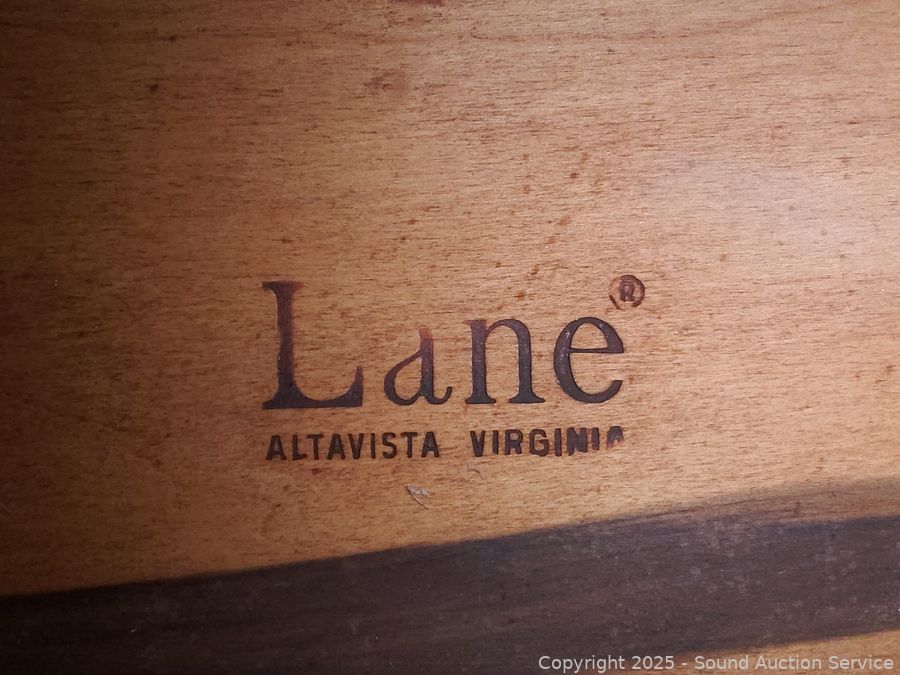 Lane®
ALTAVISTA VIRGINIA
Copyright 2025 - Sound Auction Service